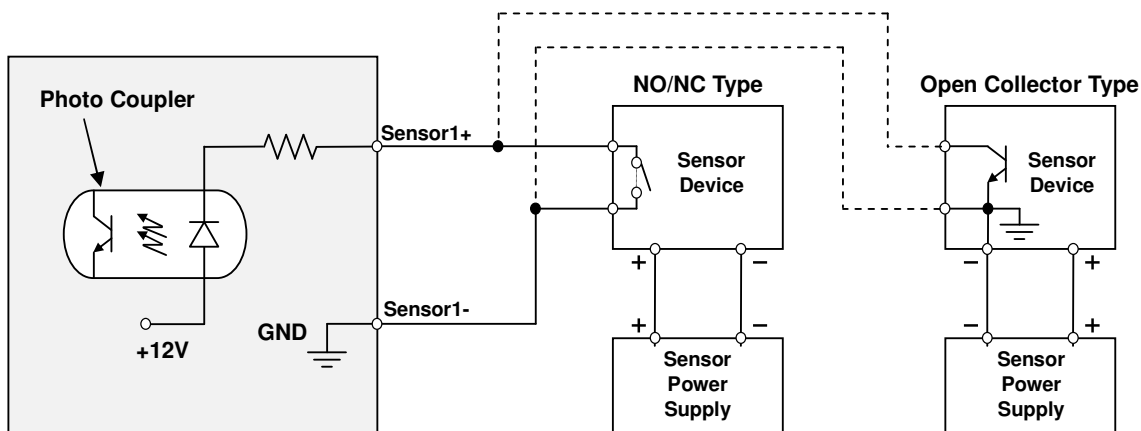 NO/NC Type
Open Collector Type
Photo Coupler
Sensor1+
Sensor
Device
Sensor
Device
+ –
– +
Sensor1-
GND
+12V
+ –
– +
Sensor
Power
Supply
Sensor
Power
Supply